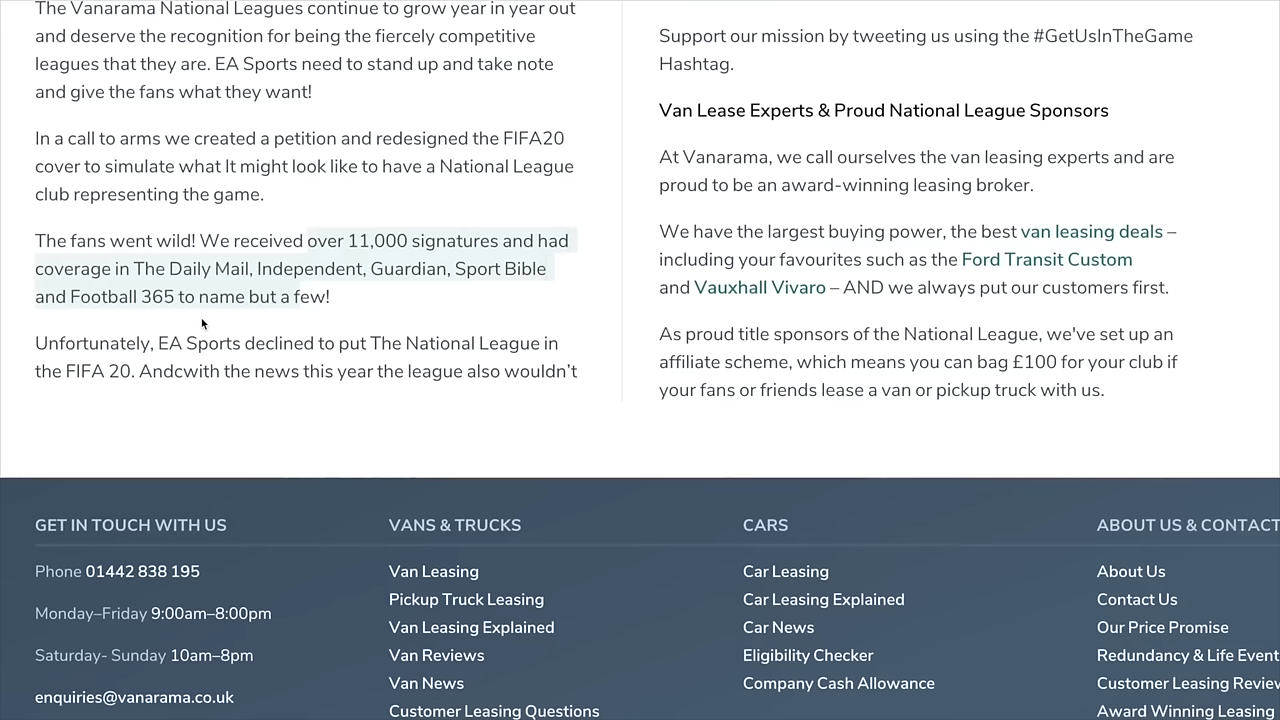 The Vanarama National Leagues continue to grow year in year out
and deserve the recognition for being the fiercely competitive
leagues that they are. EA Sports need to stand up and take note
and give the fans what they want!
In a call to arms we created a petition and redesigned the FIFA20
cover to simulate what It might look like to have a National League
club representing the game.
The fans went wild! We received over 11,000 signatures and had
coverage in The Daily Mail, Independent, Guardian, Sport Bible
and Football 365 to name but a few!
Unfortunately, EA Sports declined to put The National League in
the FIFA 20. Andcwith the news this year the league also wouldn’t
Support our mission by tweeting us using the #GetUsInTheGame
Hashtag.
Van Lease Experts & Proud National League Sponsors
At Vanarama, we call ourselves the van leasing experts and are
proud to be an award-winning leasing broker.
We have the largest buying power, the best van leasing deals –
including your favourites such as the Ford Transit Custom
and Vauxhall Vivaro – AND we always put our customers first.
As proud title sponsors of the National League, we've set up an
affiliate scheme, which means you can bag £100 for your club if
your fans or friends lease a van or pickup truck with us.
GET IN TOUCH WITH US
Phone 01442 838 195
Monday–Friday 9:00am–8:00pm
Saturday- Sunday 10am–8pm
enquiries@vanarama.co.uk
VANS & TRUCKS
Van Leasing
Pickup Truck Leasing
Van Leasing Explained
Van Reviews
Van News
Customer Leasing Questions
CARS
Car Leasing
Car Leasing Explained
Car News
Eligibility Checker
Company Cash Allowance
ABOUT US & CONTACT
About Us
Contact Us
Our Price Promise
Redundancy & Life Event
Customer Leasing Review
Award Winning Leasing